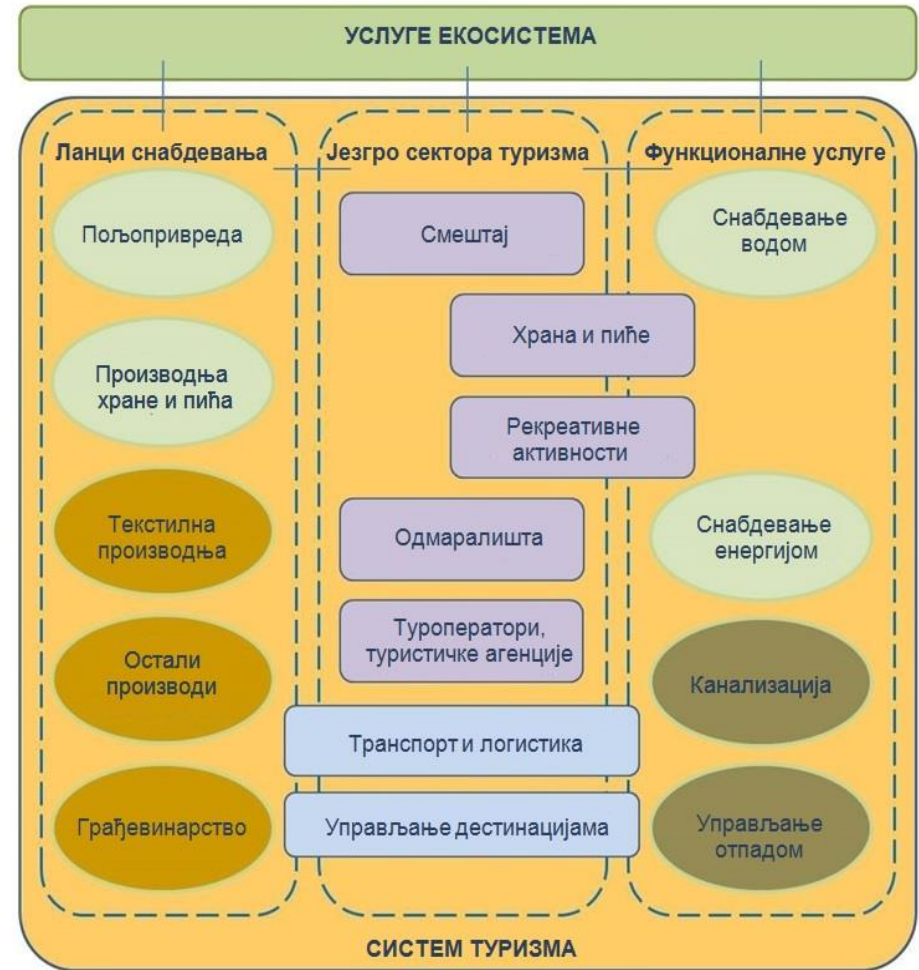 УСЛУГЕ ЕКОСИСТЕМА
Ланци снабдевања
Језгро сектора туризма
Функционалне услуге
Пољопривреда
Смештај
Снабдевање
водом
Храна и пиће
Производња
хране и пића
Рекреативне
активности
Текстилна
производња
Одмаралишта
Снабдевање
енергијом
Остали
производи
Туроператори,
туристичке агенције
Канализација
Транспорт и логистика
Грађевинарство
Управљање дестинацијама
Управљање
отпадом
СИСТЕМ ТУРИЗМА